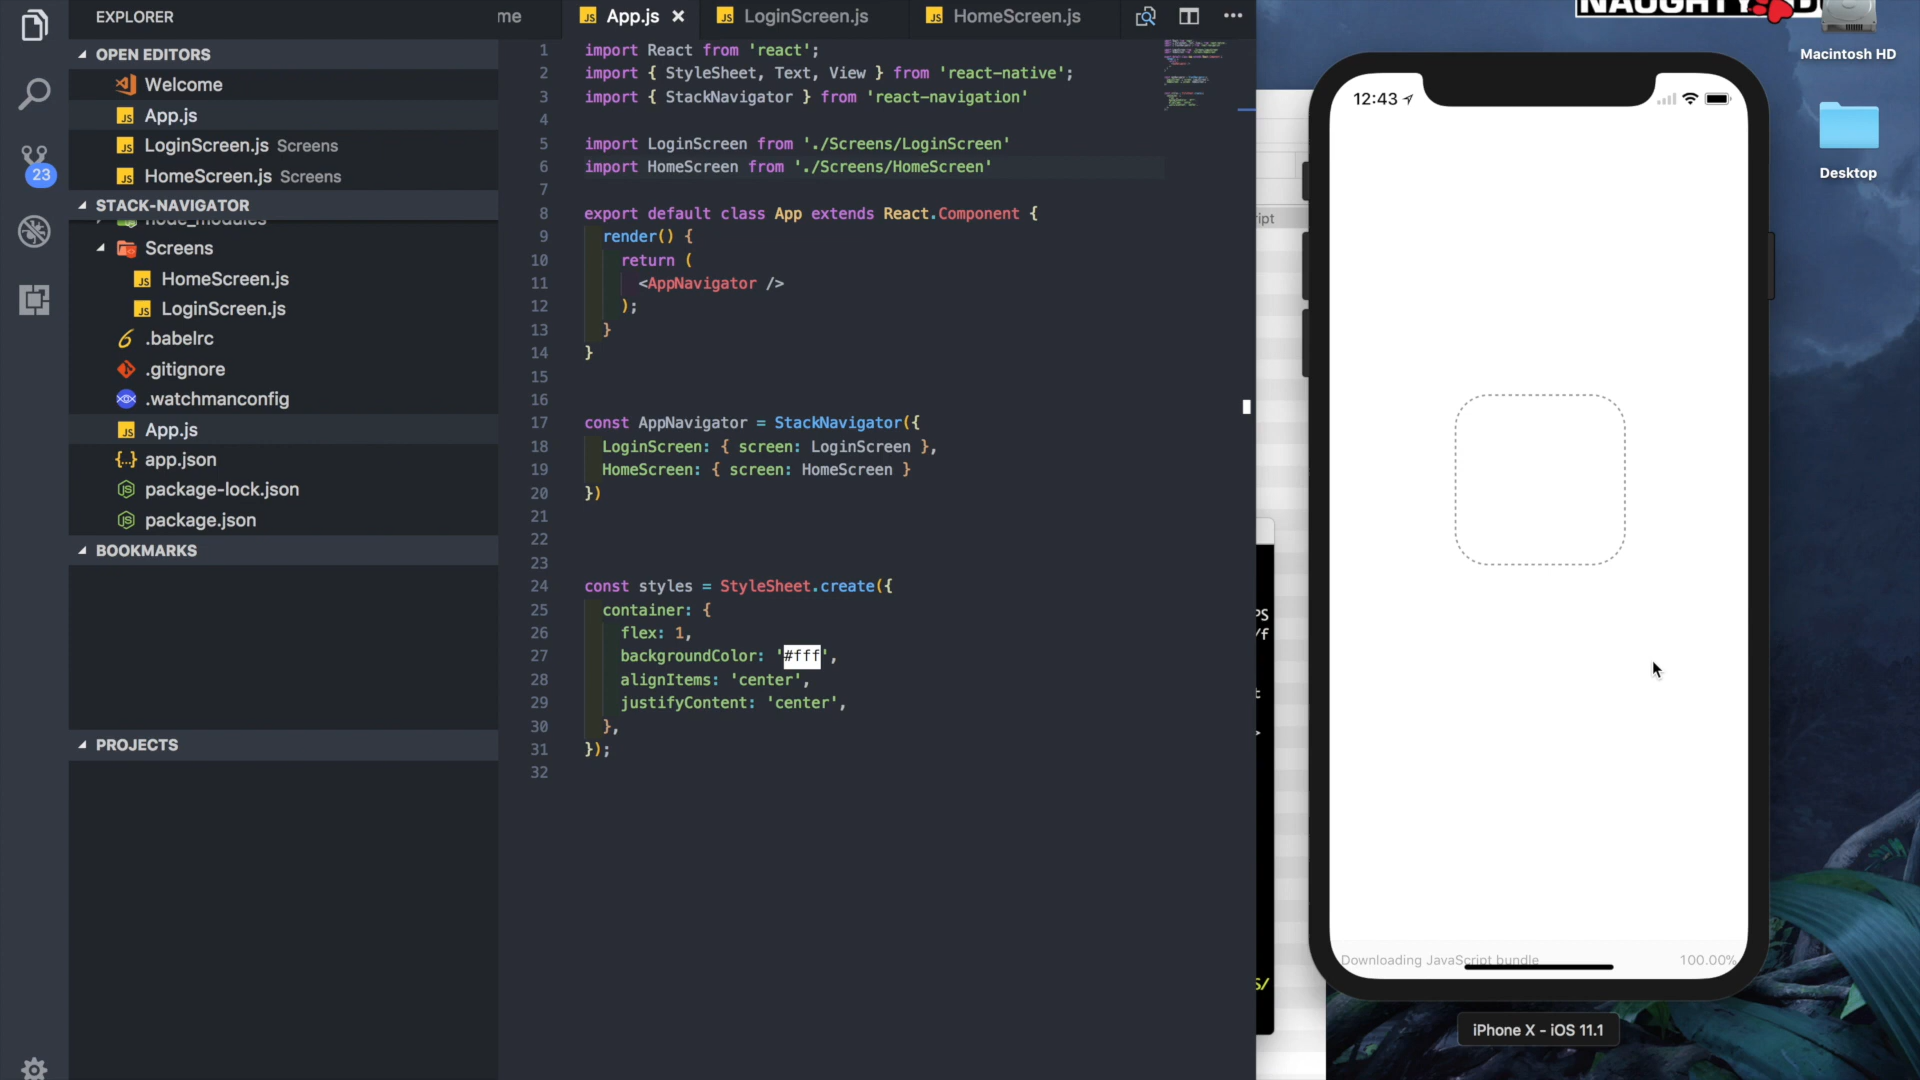 EXPLORER
OPEN EDITORS
Welcome
App.js
LoginScreen.js Screens
HomeScreen.js Screens
23
STACK-NAVIGATOR
node_modules
Screens
HomeScreen.js
LoginScreen.js
.babelrc
.gitignore
.watchmanconfig
App.js
app.json
package-lock.json
package.json
BOOKMARKS
PROJECTS
me
App.js
LoginScreen.js
HomeScreen.js
1 import React from 'react';
2 import { StyleSheet, Text, View } from 'react-native';
3 import { StackNavigator } from 'react-navigation'
4
5 import LoginScreen from './Screens/LoginScreen'
6 import HomeScreen from './Screens/HomeScreen'
7
8 export default class App extends React.Component {
9 render() {
10 return (
11 <AppNavigator />
12 );
13 }
14 }
15
16
17 const AppNavigator = StackNavigator({
18 LoginScreen: { screen: LoginScreen },
19 HomeScreen: { screen: HomeScreen }
20 })
21
22
23
24 const styles = StyleSheet.create({
25 container: {
26 flex: 1,
27 backgroundColor: '#fff',
28 alignItems: 'center',
29 justifyContent: 'center',
30 },
31 });
32
ipt
PS
/f
t
>
S/
12:43
Downloading JavaScript bundle 100.00%
iPhone X - iOS 11.1
NAUGHTY DO
Macintosh HD
Desktop